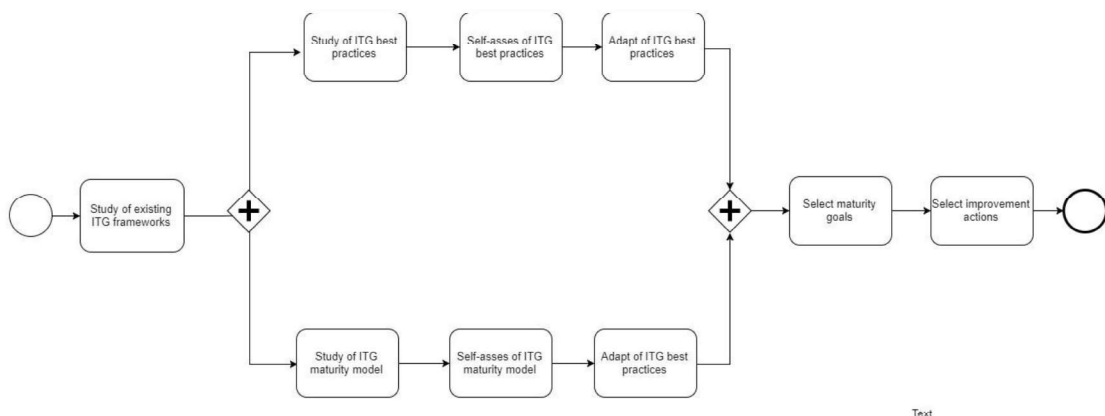 Study of ITG best
practices
Self-asses of ITG
best practices
Adapt of ITG best
practices
Study of existing
ITG frameworks
Select maturity
goals
Select improvement
actions
Study of ITG
maturity model
Self-asses of ITG
maturity model
Adapt of ITG best
practices
Text